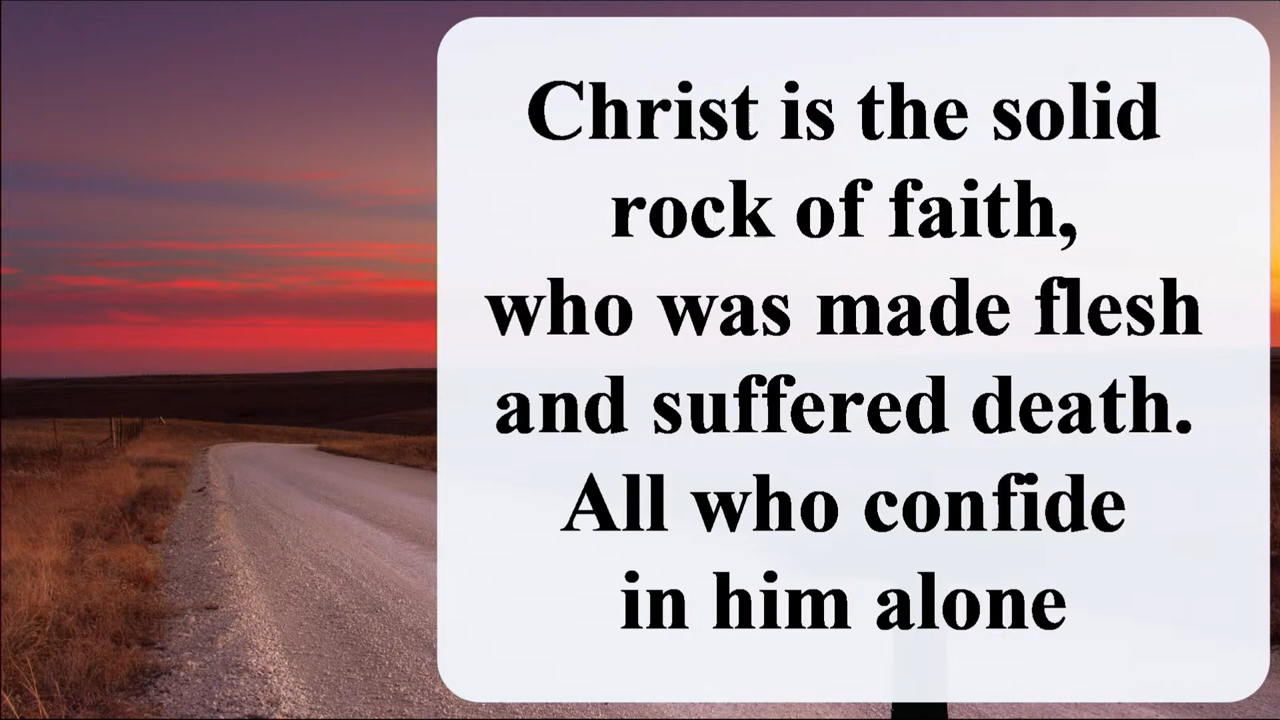 Christ is the solid
rock of faith,
who was made flesh
and suffered death.
All who confide
in him alone